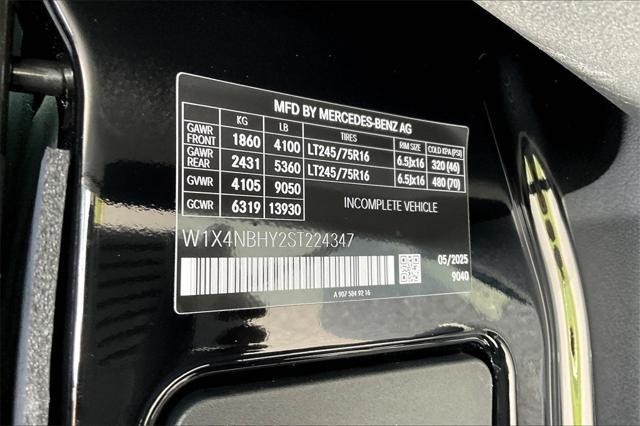 MFD BY MERCEDES-BENZ AG
KG LB TIRES RIM SIZE COLD KPA (PSI)
GAWR FRONT 1860 4100 LT245/75R16 6.5Jx16 320 (46)
GAWR REAR 2431 5360 LT245/75R16 6.5Jx16 480 (70)
GVWR 4105 9050
GCWR 6319 13930 INCOMPLETE VEHICLE
W1X4NBHY2ST224347
05/2025
9040
A 907 584 92 16